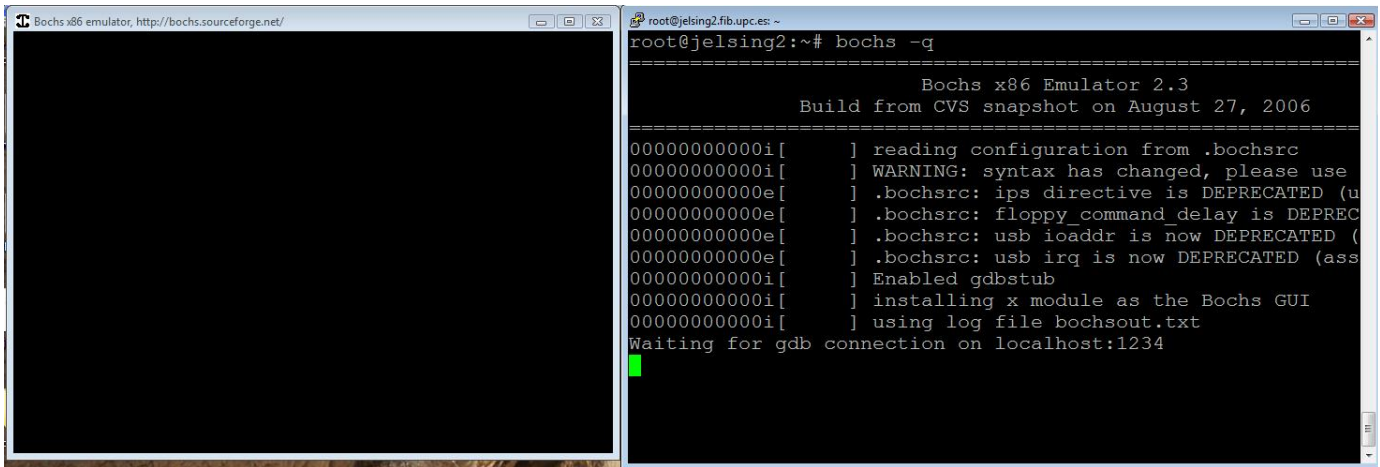 Bochs x86 emulator, http://bochs.sourceforge.net/
root@jelsing2.fib.upc.es: ~
root@jelsing2:~# bochs -q
========================================================================
Bochs x86 Emulator 2.3
Build from CVS snapshot on August 27, 2006
========================================================================
00000000000i[     ] reading configuration from .bochsrc
00000000000i[     ] WARNING: syntax has changed, please use
00000000000e[     ] .bochsrc: ips directive is DEPRECATED (u
00000000000e[     ] .bochsrc: floppy_command_delay is DEPREC
00000000000e[     ] .bochsrc: usb ioaddr is now DEPRECATED (
00000000000e[     ] .bochsrc: usb irq is now DEPRECATED (ass
00000000000i[     ] Enabled gdbstub
00000000000i[     ] installing x module as the Bochs GUI
00000000000i[     ] using log file bochsout.txt
Waiting for gdb connection on localhost:1234